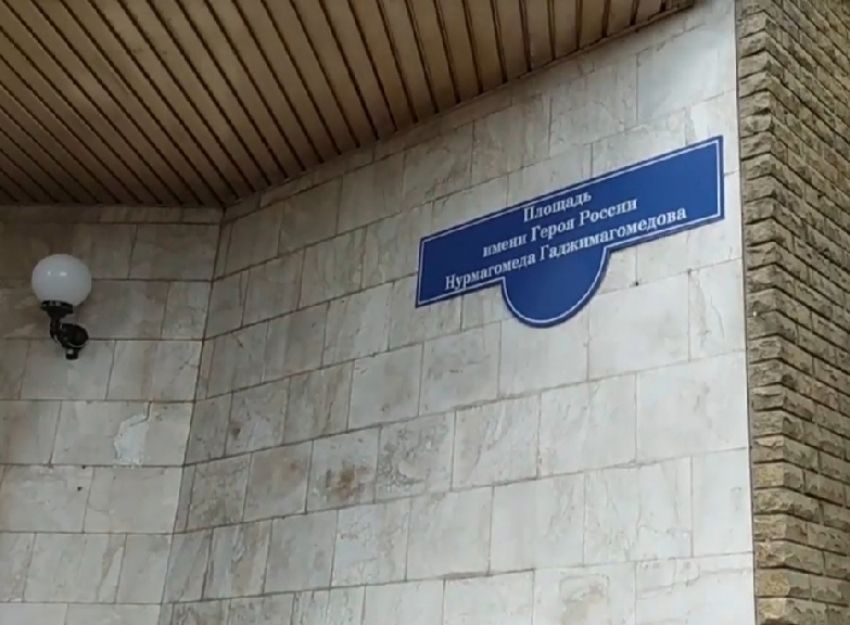 Площадь
имени Героя России
Нурмагомеда Гаджимагомедова